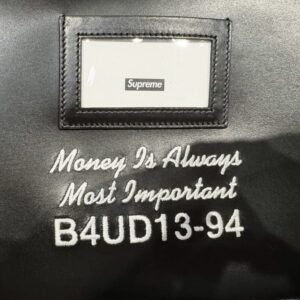 Supreme
Money Is Always
Most Important
B4UD13-94